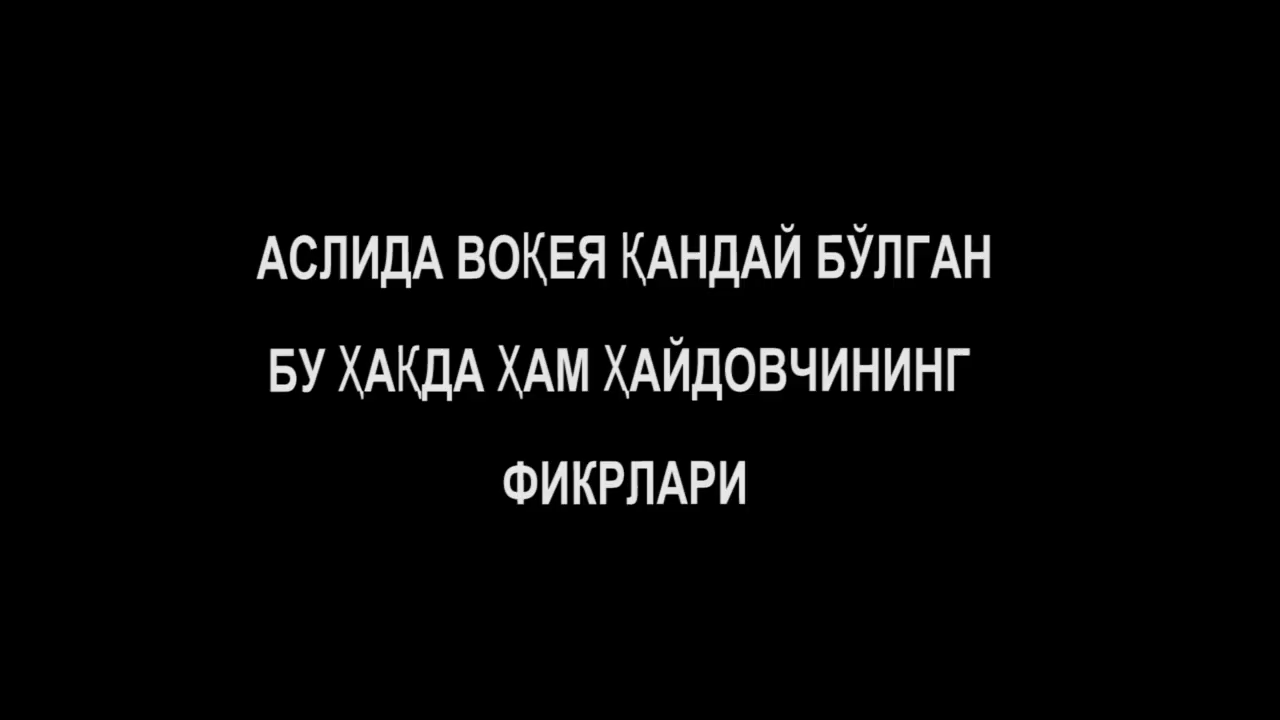 АСЛИДА ВОҚЕЯ ҚАНДАЙ БЎЛГАН
БУ ҲАҚДА ҲАМ ҲАЙДОВЧИНИНГ
ФИКРЛАРИ